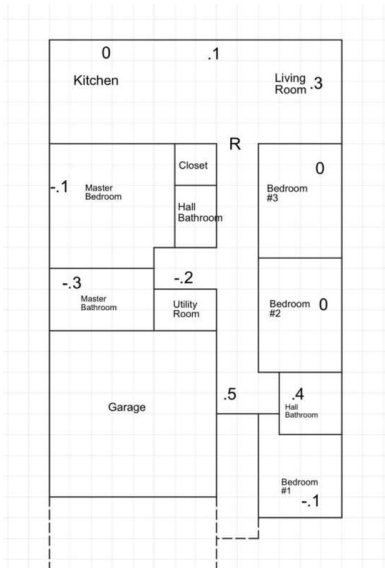 0
.1
Kitchen
Living
Room .3
R
Closet
0
-.1
Master
Bedroom
Bedroom
#3
Hall
Bathroom
-.3
-.2
Master
Bathroom
Utility
Room
Bedroom
#2
0
.5
.4
Garage
Hall
Bathroom
Bedroom
#1
-.1